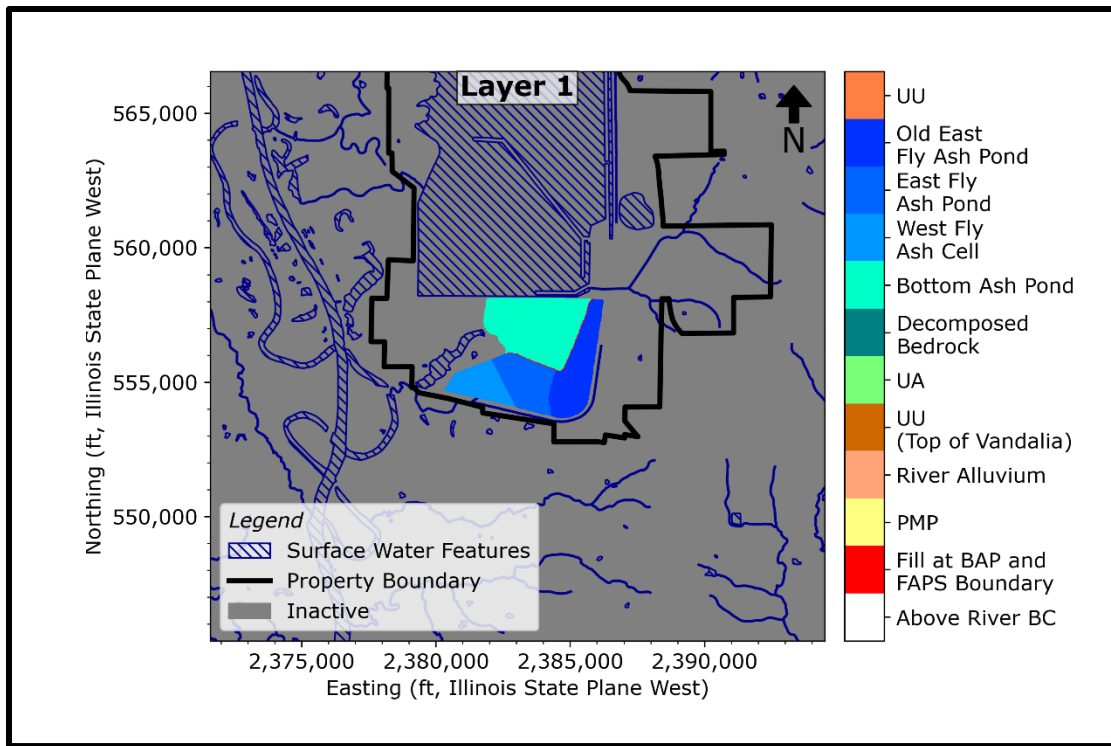 Layer 1
N
565,000
560,000
555,000
550,000
Northing (ft, Illinois State Plane West)
2,375,000
2,380,000
2,385,000
2,390,000
Easting (ft, Illinois State Plane West)
Legend
Surface Water Features
Property Boundary
Inactive
UU
Old East
Fly Ash Pond
East Fly
Ash Pond
West Fly
Ash Cell
Bottom Ash Pond
Decomposed
Bedrock
UA
UU
(Top of Vandalia)
River Alluvium
PMP
Fill at BAP and
FAPS Boundary
Above River BC